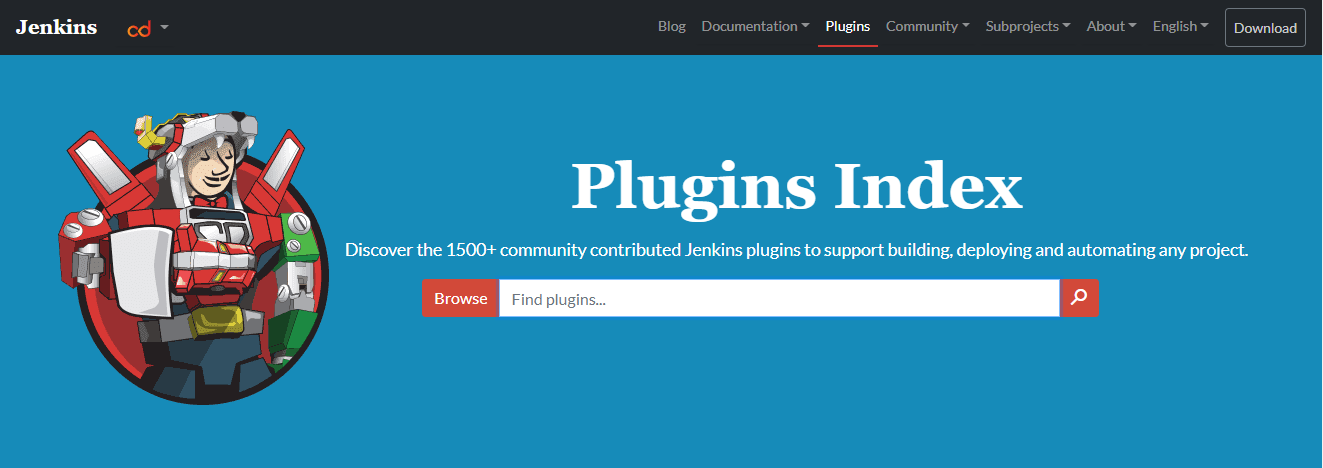 Jenkins cd Blog Documentation Plugins Community Subprojects About English Download
Plugins Index
Discover the 1500+ community contributed Jenkins plugins to support building, deploying and automating any project.
Browse Find plugins...